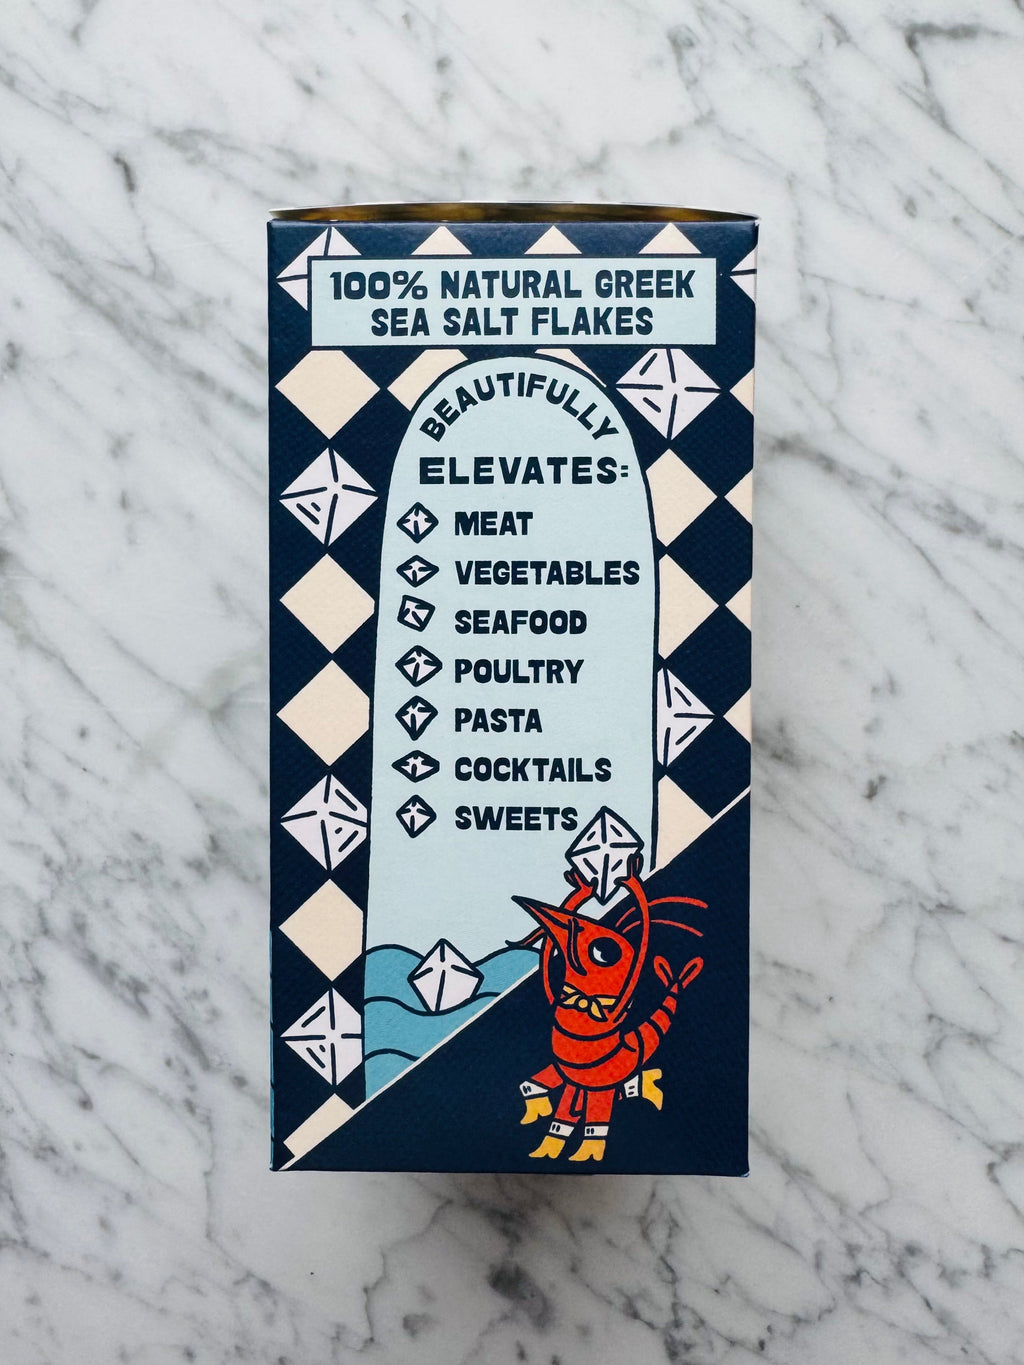 100% NATURAL GREEK
SEA SALT FLAKES
BEAUTIFULLY
ELEVATES:
MEAT
VEGETABLES
SEAFOOD
POULTRY
PASTA
COCKTAILS
SWEETS